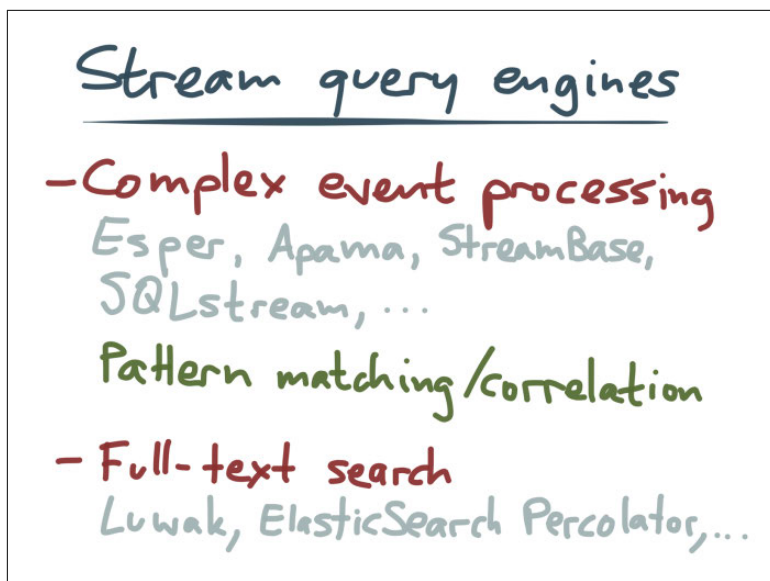 Stream query engines
- Complex event processing
Esper, Apama, StreamBase,
SQLstream, ...
Pattern matching/correlation
- Full-text search
Luwak, ElasticSearch Percolator,...